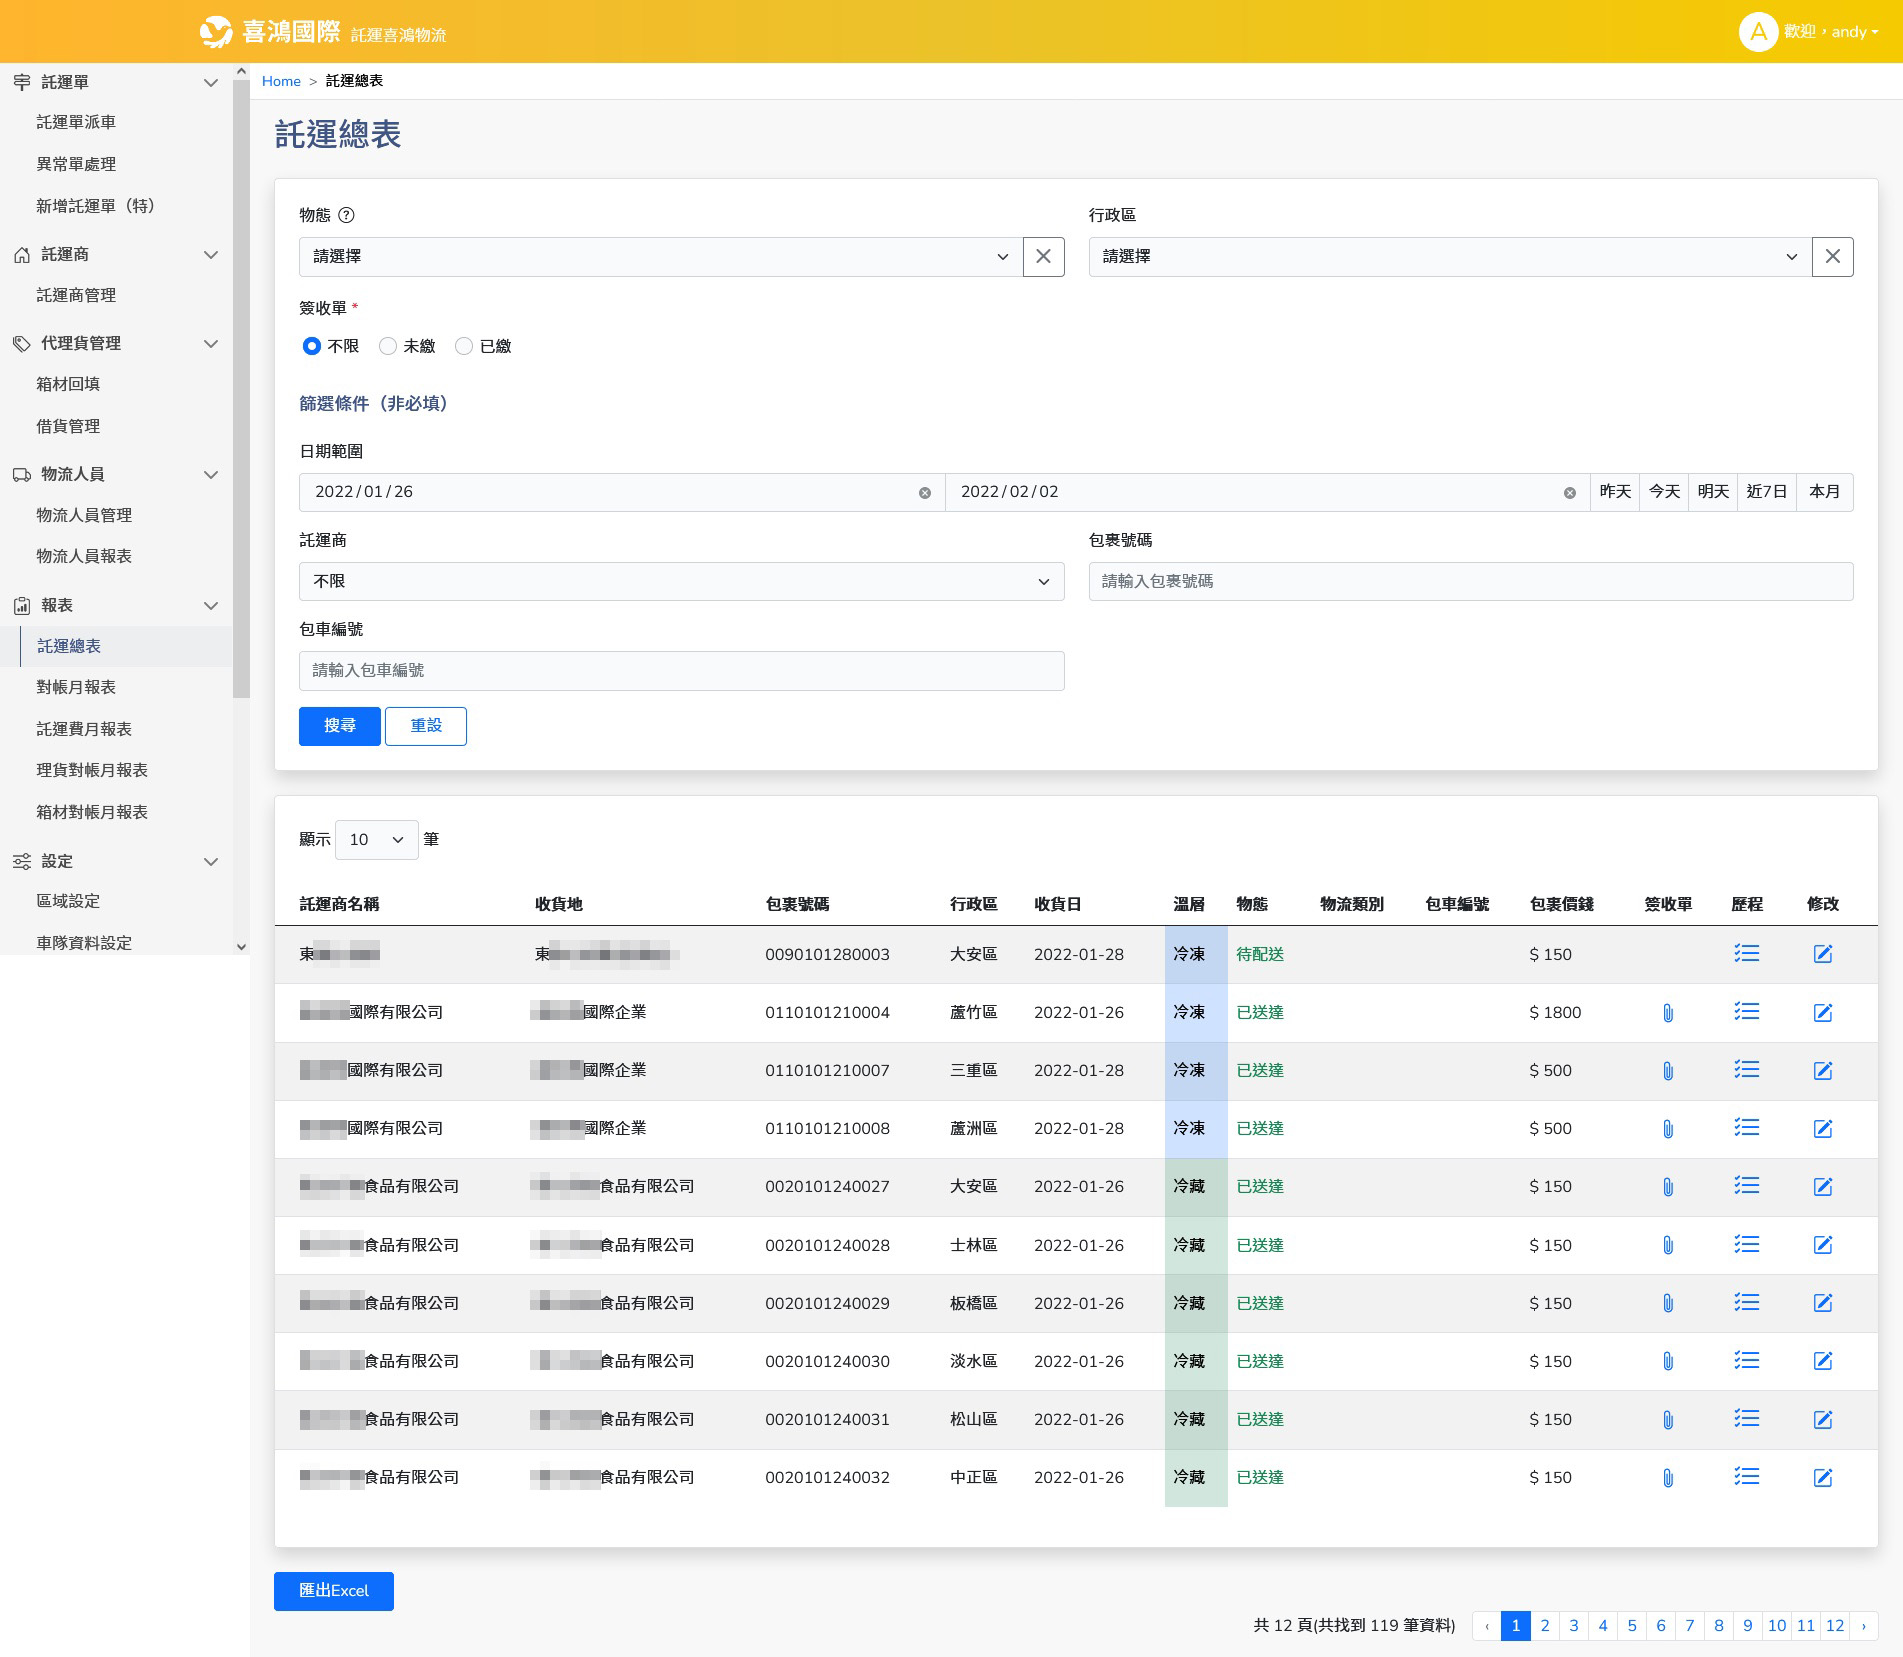 喜鴻國際 託運喜鴻物流
A 歡迎，andy
託運單
託運單派車
異常單處理
新增託運單（特）
託運商
託運商管理
代理貨管理
箱材回填
借貨管理
物流人員
物流人員管理
物流人員報表
報表
託運總表
對帳月報表
託運費月報表
理貨對帳月報表
箱材對帳月報表
設定
區域設定
車隊資料設定
Home > 託運總表
託運總表
物態 ? 行政區
請選擇 請選擇
簽收單 *
不限 未繳 已繳
篩選條件（非必填）
日期範圍
2022/01/26 2022/02/02 昨天 今天 明天 近7日 本月
託運商 包裹號碼
不限 請輸入包裹號碼
包車編號
請輸入包車編號
搜尋 重設
顯示 10 筆
託運商名稱 收貨地 包裹號碼 行政區 收貨日 溫層 物態 物流類別 包車編號 包裹價錢 簽收單 歷程 修改
東 東 0090101280003 大安區 2022-01-28 冷凍 待配送 $ 150
國際有限公司 國際企業 0110101210004 蘆竹區 2022-01-26 冷凍 已送達 $ 1800
國際有限公司 國際企業 0110101210007 三重區 2022-01-28 冷凍 已送達 $ 500
國際有限公司 國際企業 0110101210008 蘆洲區 2022-01-28 冷凍 已送達 $ 500
食品有限公司 食品有限公司 0020101240027 大安區 2022-01-26 冷藏 已送達 $ 150
食品有限公司 食品有限公司 0020101240028 士林區 2022-01-26 冷藏 已送達 $ 150
食品有限公司 食品有限公司 0020101240029 板橋區 2022-01-26 冷藏 已送達 $ 150
食品有限公司 食品有限公司 0020101240030 淡水區 2022-01-26 冷藏 已送達 $ 150
食品有限公司 食品有限公司 0020101240031 松山區 2022-01-26 冷藏 已送達 $ 150
食品有限公司 食品有限公司 0020101240032 中正區 2022-01-26 冷藏 已送達 $ 150
匯出Excel
共 12 頁(共找到 119 筆資料) ‹ 1 2 3 4 5 6 7 8 9 10 11 12 ›